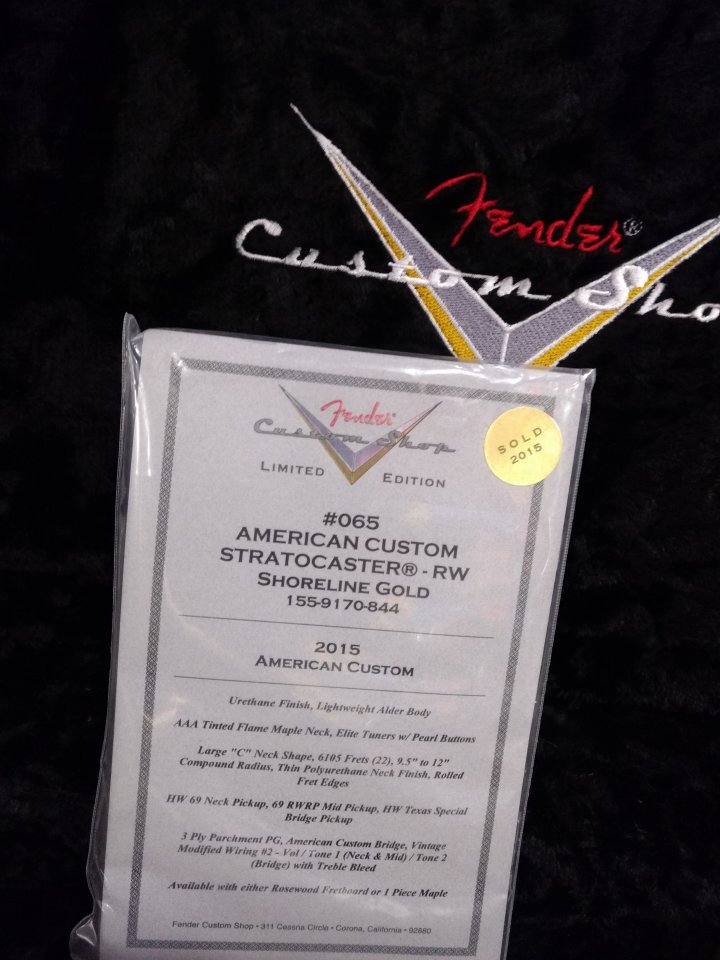 Fender®
Custom Sho
Fender®
Custom Shop
LIMITED EDITION
SOLD
2015
#065
AMERICAN CUSTOM
STRATOCASTER® - RW
SHORELINE GOLD
155-9170-844
2015
AMERICAN CUSTOM
Urethane Finish, Lightweight Alder Body
AAA Tinted Flame Maple Neck, Elite Tuners w/ Pearl Buttons
Large "C" Neck Shape, 6105 Frets (22), 9.5" to 12"
Compound Radius, Thin Polyurethane Neck Finish, Rolled
Fret Edges
HW 69 Neck Pickup, 69 RWRP Mid Pickup, HW Texas Special
Bridge Pickup
3 Ply Parchment PG, American Custom Bridge, Vintage
Modified Wiring #2 - Vol / Tone 1 (Neck & Mid) / Tone 2
(Bridge) with Treble Bleed
Available with either Rosewood Fretboard or 1 Piece Maple
Fender Custom Shop • 311 Cessna Circle • Corona, California • 92880